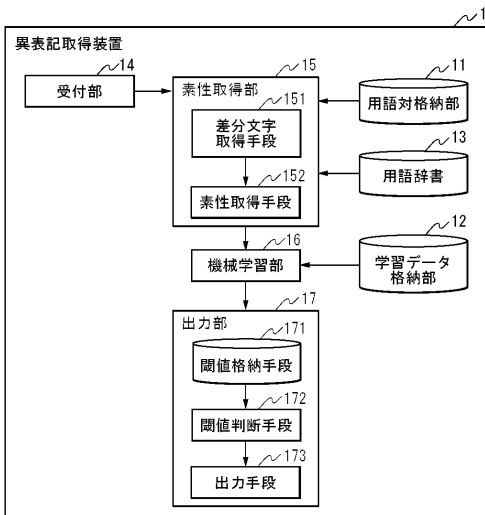 1
異表記取得装置
14
受付部
15
素性取得部
151
差分文字
取得手段
152
素性取得手段
11
用語対格納部
13
用語辞書
16
機械学習部
12
学習データ
格納部
17
出力部
171
閾値格納手段
172
閾値判断手段
173
出力手段